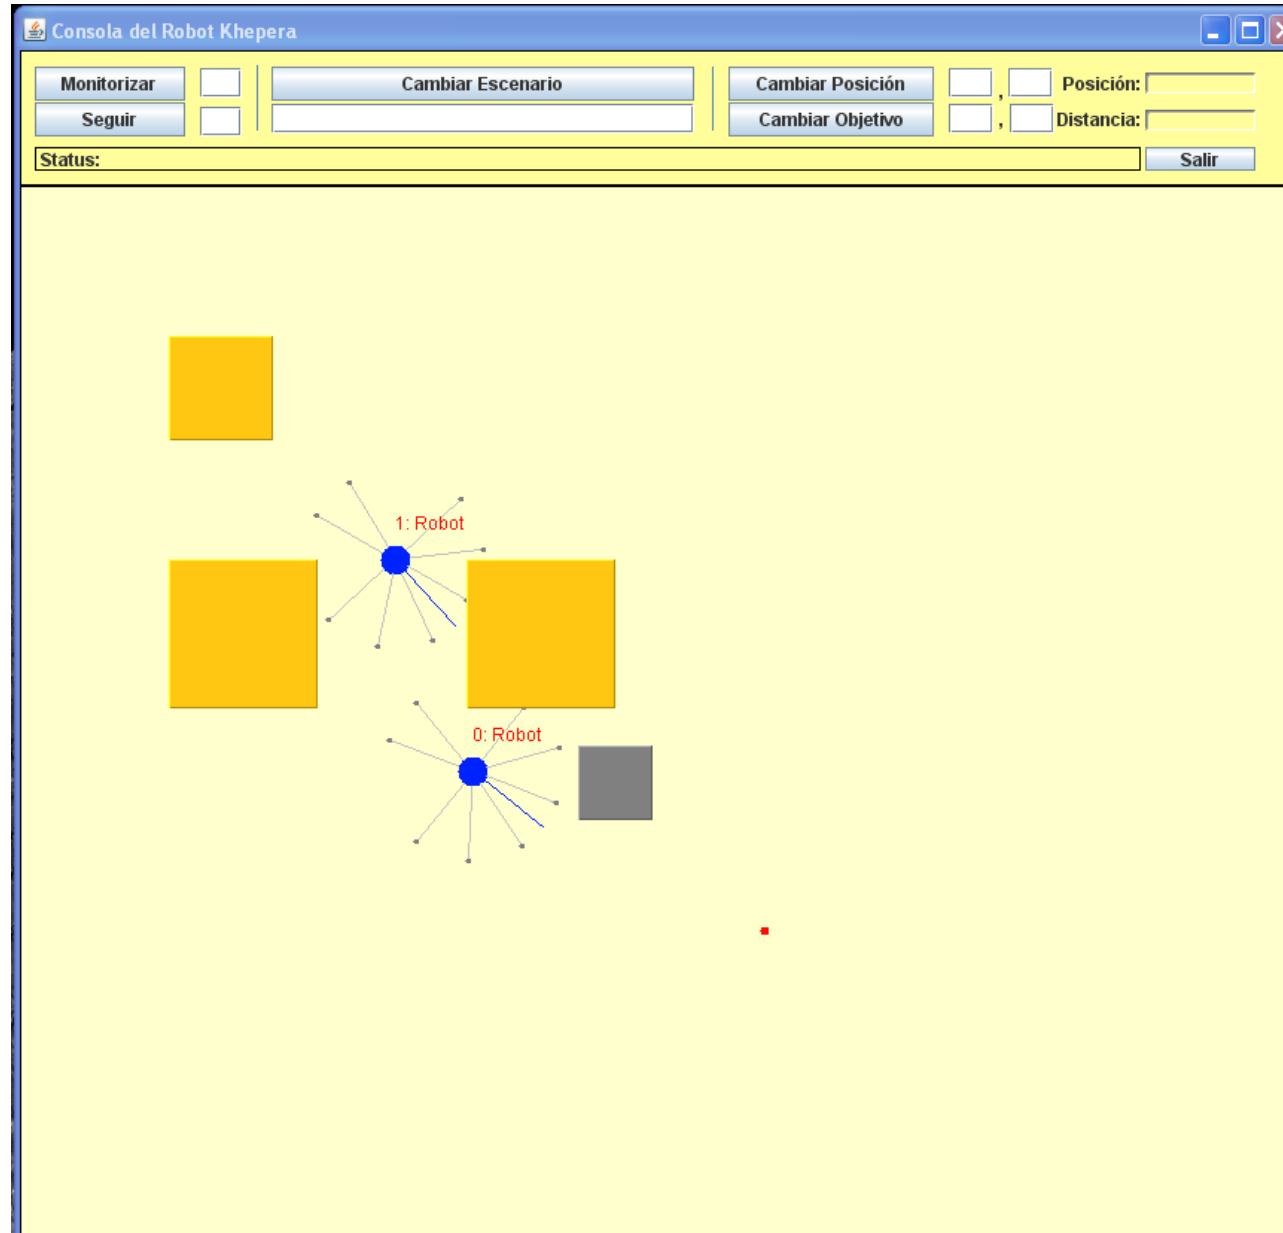 Consola del Robot Khepera
Monitorizar Cambiar Escenario Cambiar Posición , Posición:
Seguir Cambiar Objetivo , Distancia:
Status: Salir
1: Robot
0: Robot